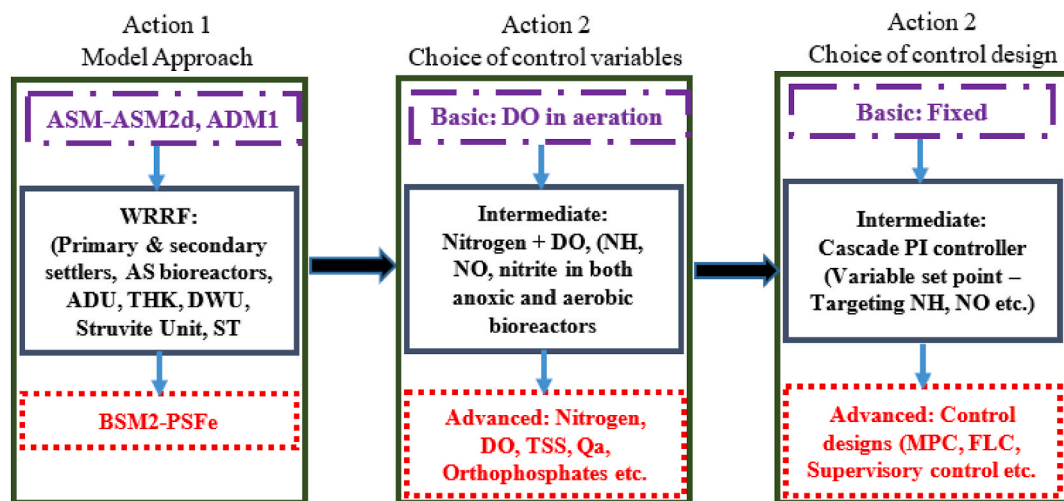 Action 1
Model Approach
ASM-ASM2d, ADM1
WRRF:
(Primary & secondary
settlers, AS bioreactors,
ADU, THK, DWU,
Struvite Unit, ST
BSM2-PSFe
Action 2
Choice of control variables
Basic: DO in aeration
Intermediate:
Nitrogen + DO, (NH,
NO, nitrite in both
anoxic and aerobic
bioreactors
Advanced: Nitrogen,
DO, TSS, Qa,
Orthophosphates etc.
Action 2
Choice of control design
Basic: Fixed
Intermediate:
Cascade PI controller
(Variable set point –
Targeting NH, NO etc.)
Advanced: Control
designs (MPC, FLC,
Supervisory control etc.